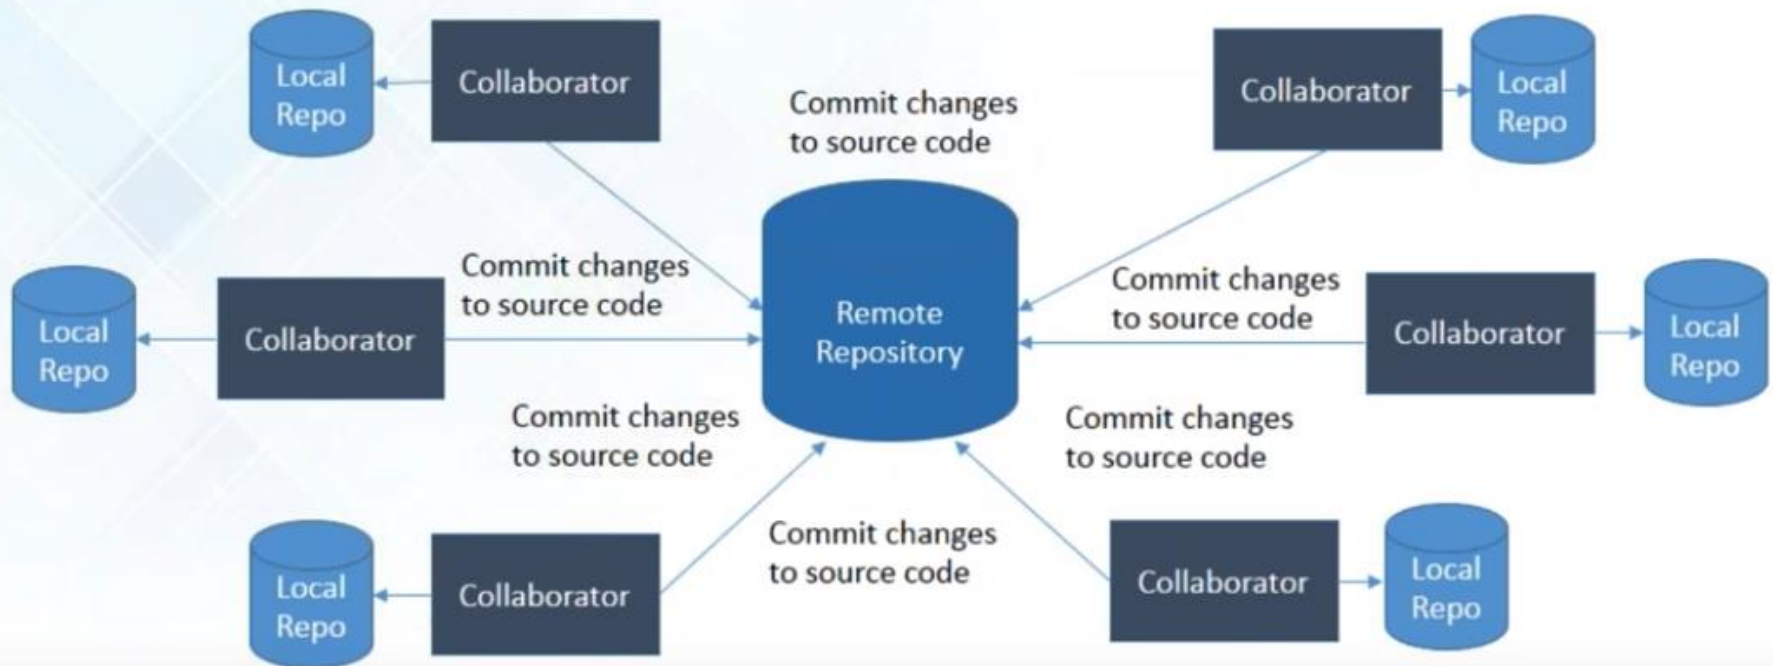 Local
Repo
Collaborator
Commit changes
to source code
Collaborator
Local
Repo
Local
Repo
Collaborator
Commit changes
to source code
Remote
Repository
Commit changes
to source code
Collaborator
Local
Repo
Commit changes
to source code
Commit changes
to source code
Local
Repo
Collaborator
Commit changes
to source code
Collaborator
Local
Repo